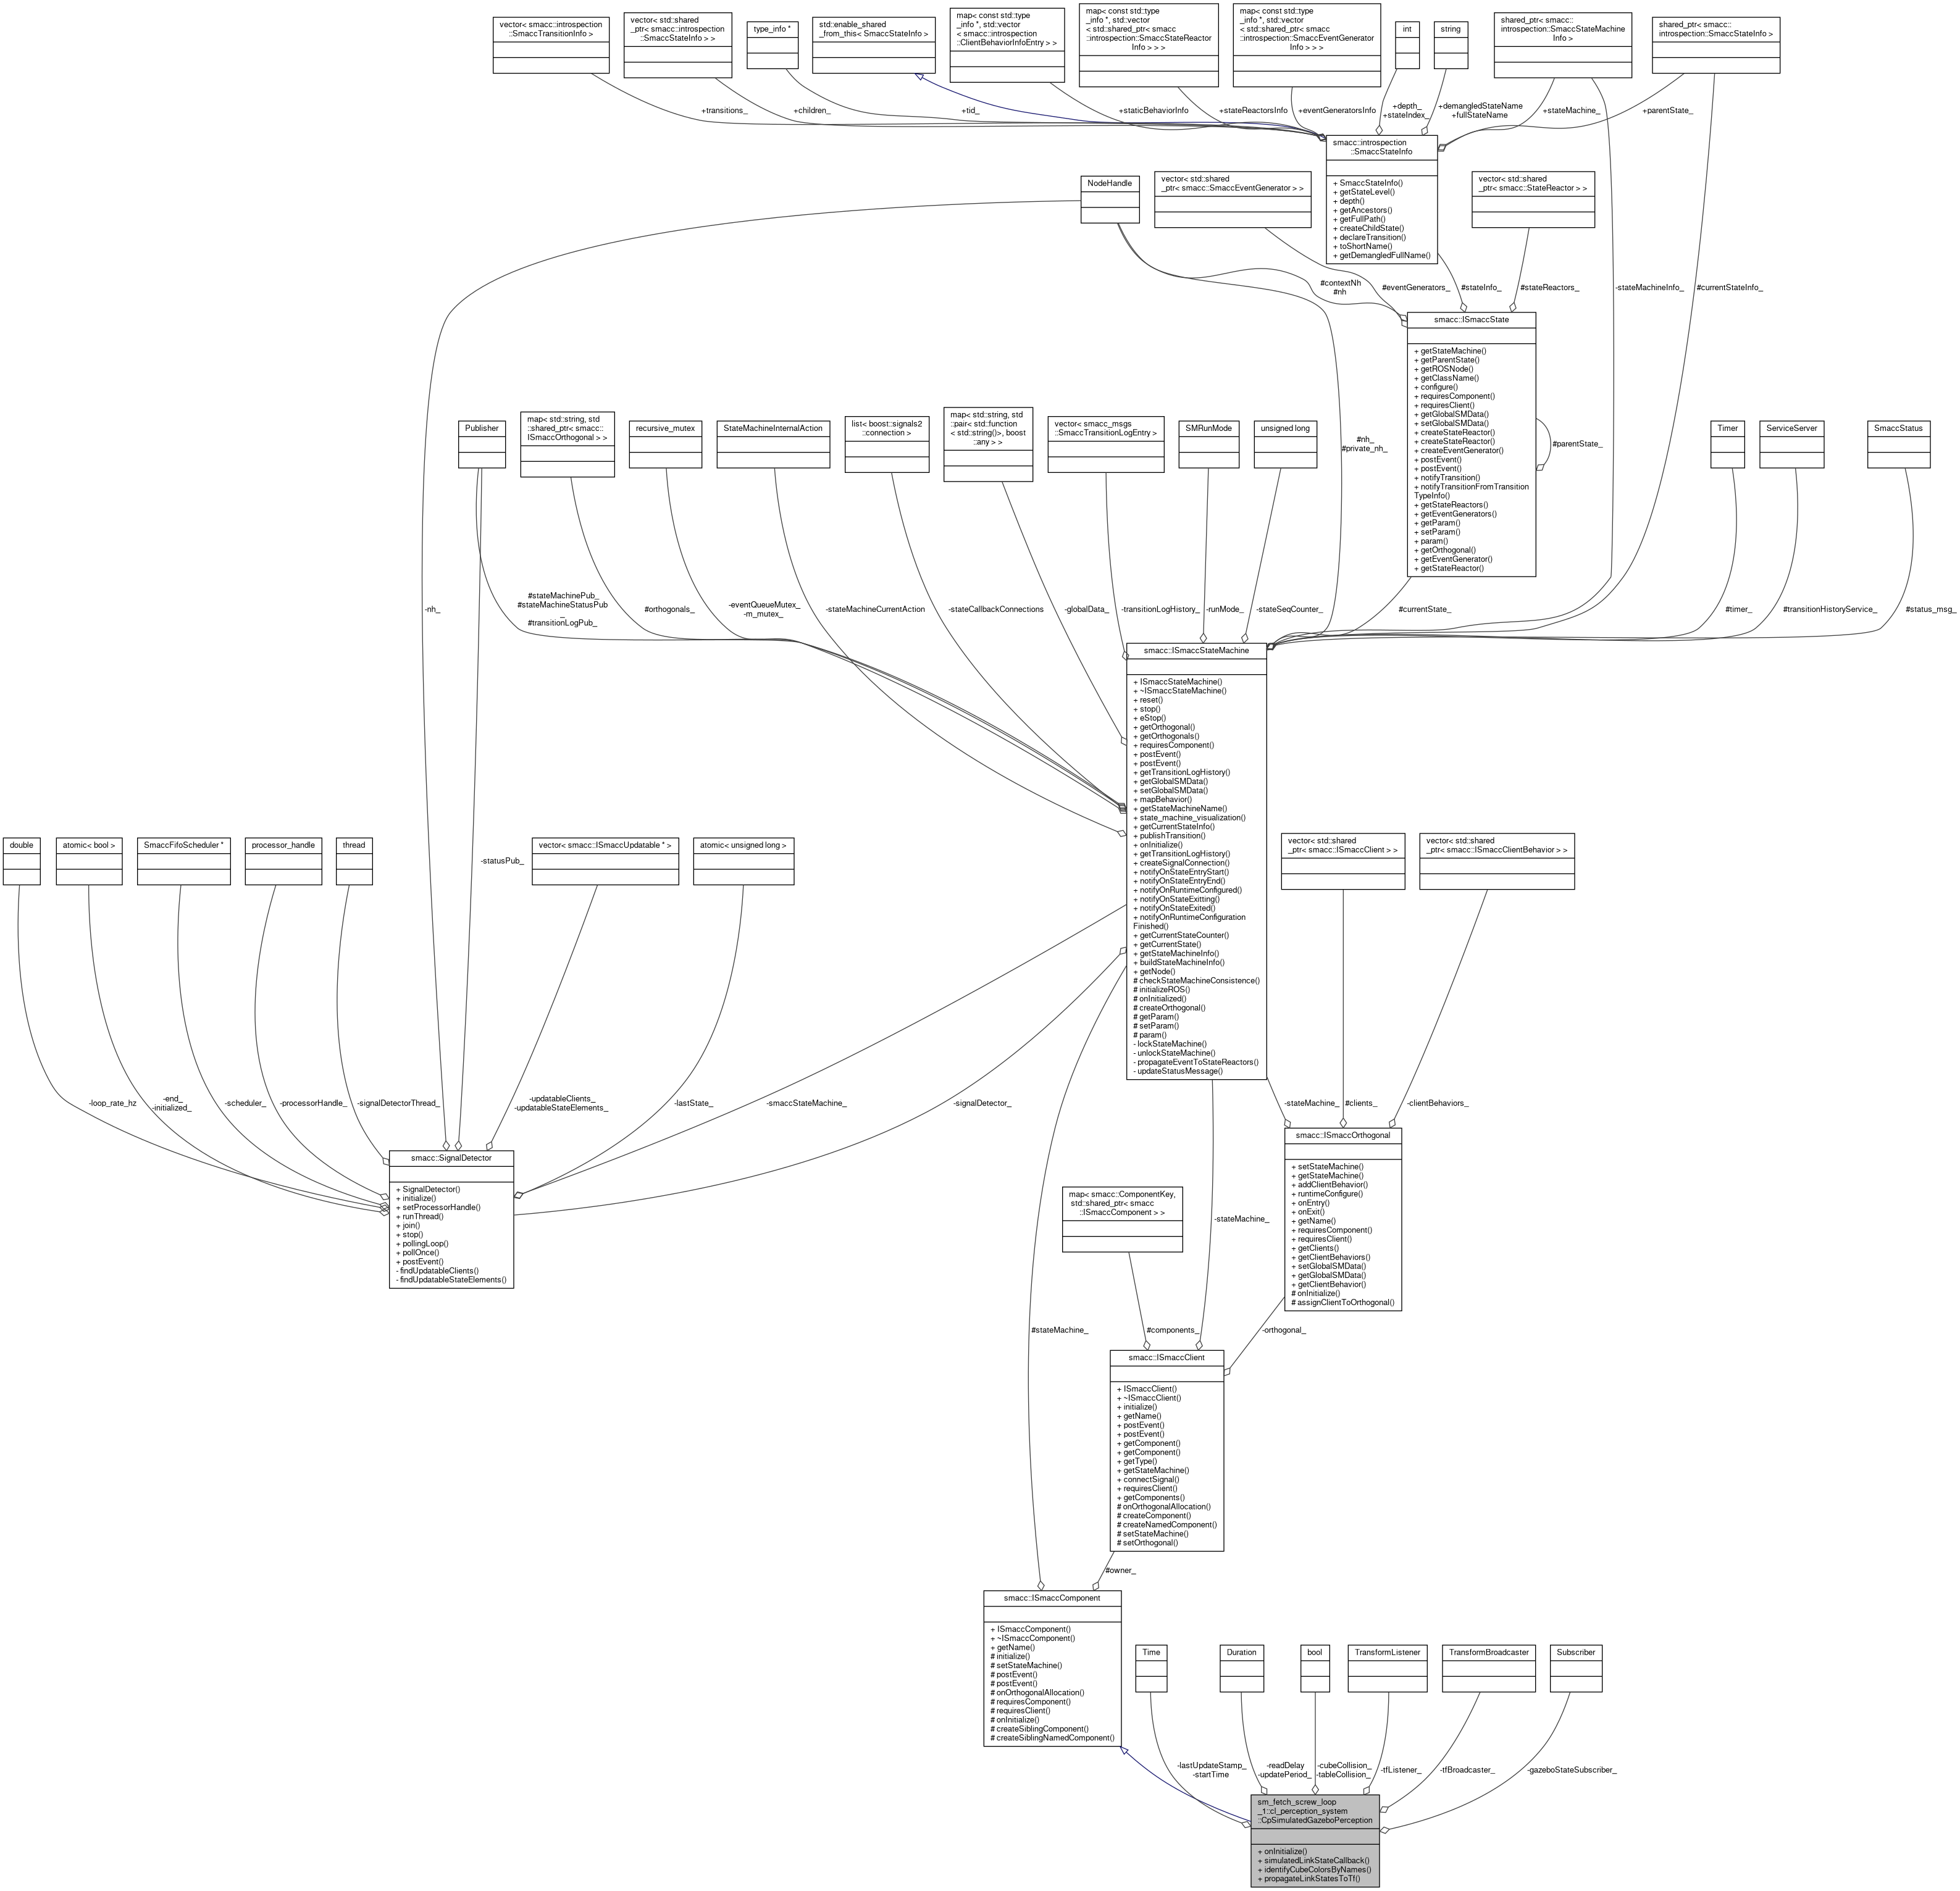 vector< smacc::introspection
::SmaccTransitionInfo >
vector< std::shared
_ptr< smacc::introspection
::SmaccStateInfo > >
type_info *
std::enable_shared
_from_this< SmaccStateInfo >
map< const std::type
_info *, std::vector
< smacc::introspection
::ClientBehaviorInfoEntry > >
map< const std::type
_info *, std::vector
< std::shared_ptr< smacc
::introspection::SmaccStateReactor
Info > > >
map< const std::type
_info *, std::vector
< std::shared_ptr< smacc
::introspection::SmaccEventGenerator
Info > > >
int
string
shared_ptr< smacc::
introspection::SmaccStateMachine
Info >
shared_ptr< smacc::
introspection::SmaccStateInfo >
+transitions_
+children_
+tid_
+staticBehaviorInfo
+stateReactorsInfo
+eventGeneratorsInfo
+depth_
+stateIndex_
+demangledStateName
+fullStateName
+stateMachine_
+parentState_
smacc::introspection
::SmaccStateInfo
+ SmaccStateInfo()
+ getStateLevel()
+ depth()
+ getAncestors()
+ getFullPath()
+ createChildState()
+ declareTransition()
+ toShortName()
+ getDemangledFullName()
NodeHandle
vector< std::shared
_ptr< smacc::SmaccEventGenerator > >
vector< std::shared
_ptr< smacc::StateReactor > >
#contextNh
#nh
#eventGenerators_
#stateInfo_
#stateReactors_
-stateMachineInfo_
#currentStateInfo_
smacc::ISmaccState
+ getStateMachine()
+ getParentState()
+ getROSNode()
+ getClassName()
+ configure()
+ requiresComponent()
+ requiresClient()
+ getGlobalSMData()
+ setGlobalSMData()
+ createStateReactor()
+ createStateReactor()
+ createEventGenerator()
+ postEvent()
+ postEvent()
+ notifyTransition()
+ notifyTransitionFromTransition
TypeInfo()
+ getStateReactors()
+ getEventGenerators()
+ getParam()
+ setParam()
+ param()
+ getOrthogonal()
+ getEventGenerator()
+ getStateReactor()
#parentState_
Publisher
map< std::string, std
::shared_ptr< smacc::
ISmaccOrthogonal > >
recursive_mutex
StateMachineInternalAction
list< boost::signals2
::connection >
map< std::string, std
::pair< std::function
< std::string()>, boost
::any > >
vector< smacc_msgs
::SmaccTransitionLogEntry >
SMRunMode
unsigned long
#nh_
#private_nh_
Timer
ServiceServer
SmaccStatus
-nh_
#stateMachinePub_
#stateMachineStatusPub
_
#transitionLogPub_
#orthogonals_
-eventQueueMutex_
-m_mutex_
-stateMachineCurrentAction
-stateCallbackConnections
-globalData_
-transitionLogHistory_
-runMode_
-stateSeqCounter_
#currentState_
#timer_
#transitionHistoryService_
#status_msg_
smacc::ISmaccStateMachine
+ ISmaccStateMachine()
+ ~ISmaccStateMachine()
+ reset()
+ stop()
+ eStop()
+ getOrthogonal()
+ getOrthogonals()
+ requiresComponent()
+ postEvent()
+ postEvent()
+ getTransitionLogHistory()
+ getGlobalSMData()
+ setGlobalSMData()
+ mapBehavior()
+ getStateMachineName()
+ state_machine_visualization()
+ getCurrentStateInfo()
+ publishTransition()
+ onInitialize()
+ getTransitionLogHistory()
+ createSignalConnection()
+ notifyOnStateEntryStart()
+ notifyOnStateEntryEnd()
+ notifyOnRuntimeConfigured()
+ notifyOnStateExitting()
+ notifyOnStateExited()
+ notifyOnRuntimeConfiguration
Finished()
+ getCurrentStateCounter()
+ getCurrentState()
+ getStateMachineInfo()
+ buildStateMachineInfo()
+ getNode()
# checkStateMachineConsistence()
# initializeROS()
# onInitialized()
# createOrthogonal()
# getParam()
# setParam()
# param()
- lockStateMachine()
- unlockStateMachine()
- propagateEventToStateReactors()
- updateStatusMessage()
double
atomic< bool >
SmaccFifoScheduler *
processor_handle
thread
-statusPub_
vector< smacc::ISmaccUpdatable * >
atomic< unsigned long >
vector< std::shared
_ptr< smacc::ISmaccClient > >
vector< std::shared
_ptr< smacc::ISmaccClientBehavior > >
-loop_rate_hz
-end_
-initialized_
-scheduler_
-processorHandle_
-signalDetectorThread_
-updatableClients_
-updatableStateElements_
-lastState_
-smaccStateMachine_
-signalDetector_
-stateMachine_
#clients_
-clientBehaviors_
smacc::SignalDetector
+ SignalDetector()
+ initialize()
+ setProcessorHandle()
+ runThread()
+ join()
+ stop()
+ pollingLoop()
+ pollOnce()
+ postEvent()
- findUpdatableClients()
- findUpdatableStateElements()
smacc::ISmaccOrthogonal
+ setStateMachine()
+ getStateMachine()
+ addClientBehavior()
+ runtimeConfigure()
+ onEntry()
+ onExit()
+ getName()
+ requiresComponent()
+ requiresClient()
+ getClients()
+ getClientBehaviors()
+ setGlobalSMData()
+ getGlobalSMData()
+ getClientBehavior()
# onInitialize()
# assignClientToOrthogonal()
map< smacc::ComponentKey,
std::shared_ptr< smacc
::ISmaccComponent > >
-stateMachine_
#stateMachine_
#components_
-orthogonal_
smacc::ISmaccClient
+ ISmaccClient()
+ ~ISmaccClient()
+ initialize()
+ getName()
+ postEvent()
+ postEvent()
+ getComponent()
+ getComponent()
+ getType()
+ getStateMachine()
+ connectSignal()
+ requiresClient()
+ getComponents()
# onOrthogonalAllocation()
# createComponent()
# createNamedComponent()
# setStateMachine()
# setOrthogonal()
#owner_
smacc::ISmaccComponent
+ ISmaccComponent()
+ ~ISmaccComponent()
+ getName()
# initialize()
# setStateMachine()
# postEvent()
# postEvent()
# onOrthogonalAllocation()
# requiresComponent()
# requiresClient()
# onInitialize()
# createSiblingComponent()
# createSiblingNamedComponent()
Time
Duration
bool
TransformListener
TransformBroadcaster
Subscriber
-lastUpdateStamp_
-startTime
-readDelay
-updatePeriod_
-cubeCollision_
-tableCollision_
-tfListener_
-tfBroadcaster_
-gazeboStateSubscriber_
sm_fetch_screw_loop
_1::cl_perception_system
::CpSimulatedGazeboPerception
+ onInitialize()
+ simulatedLinkStateCallback()
+ identifyCubeColorsByNames()
+ propagateLinkStatesToTf()